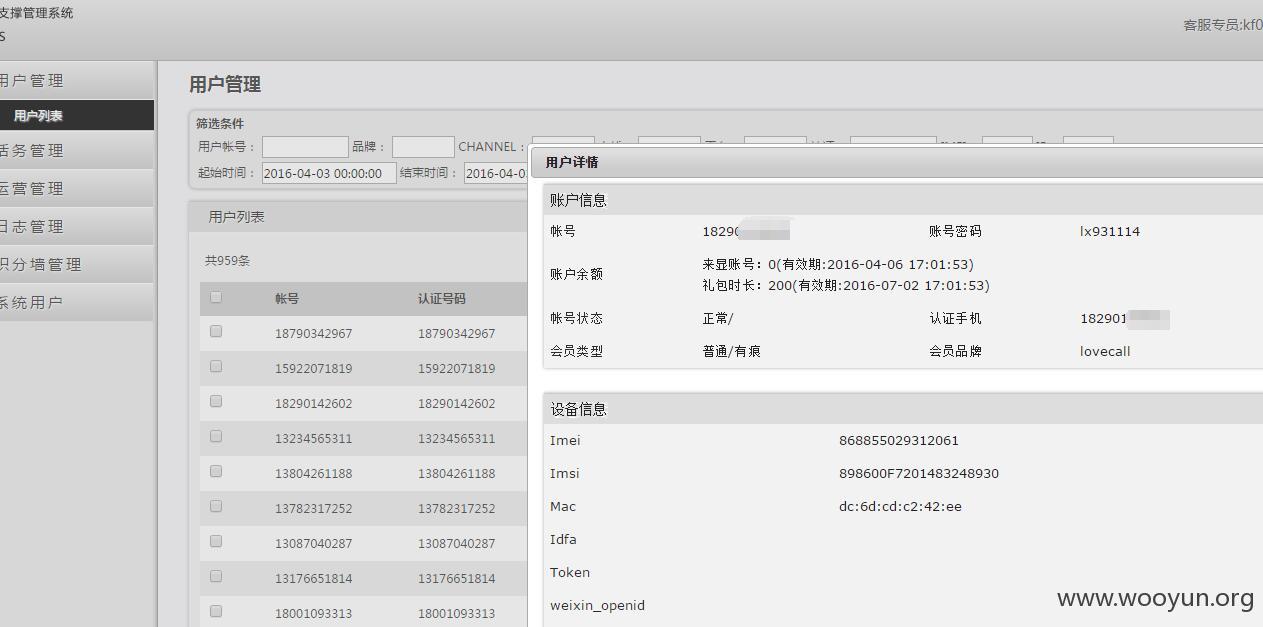 支撑管理系统
S
客服专员:kf0
用户管理
用户列表
话务管理
运营管理
日志管理
积分墙管理
系统用户
用户管理
筛选条件
用户帐号： 品牌： CHANNEL：
起始时间： 2016-04-03 00:00:00 结束时间： 2016-04-0
用户列表
共959条
帐号 认证号码
18790342967 18790342967
15922071819 15922071819
18290142602 18290142602
13234565311 13234565311
13804261188 13804261188
13782317252 13782317252
13087040287 13087040287
13176651814 13176651814
18001093313 18001093313
用户详情
账户信息
帐号 18290 账号密码 lx931114
账户余额 来显账号：0(有效期:2016-04-06 17:01:53)
礼包时长：200(有效期:2016-07-02 17:01:53)
帐号状态 正常/ 认证手机 182901
会员类型 普通/有痕 会员品牌 lovecall
设备信息
Imei 868855029312061
Imsi 898600F7201483248930
Mac dc:6d:cd:c2:42:ee
Idfa
Token
weixin_openid
www.wooyun.org